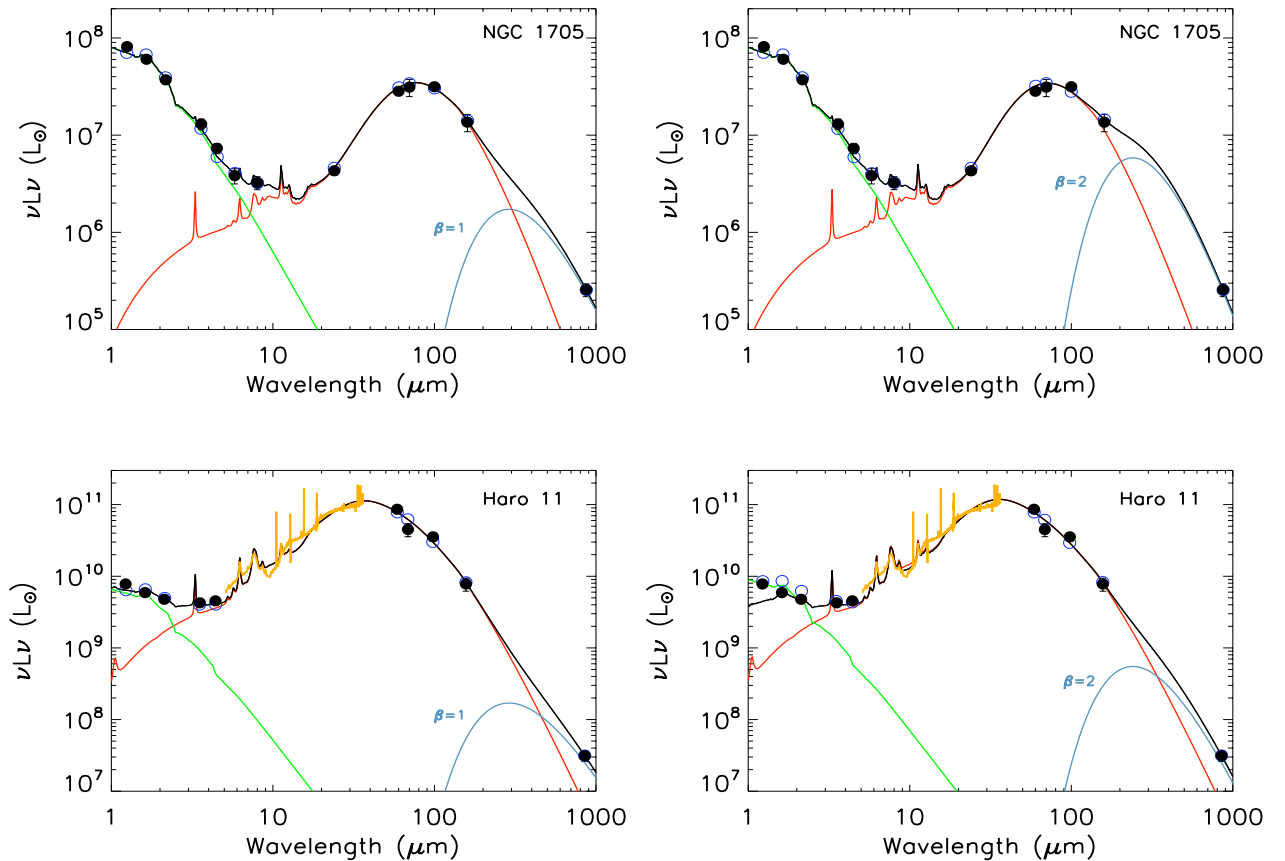 NGC 1705
10⁸
10⁷
10⁶
10⁵
νLν (L⊙)
β=1
1
10
100
1000
Wavelength (μm)
NGC 1705
10⁸
10⁷
10⁶
10⁵
νLν (L⊙)
β=2
1
10
100
1000
Wavelength (μm)
Haro 11
10¹¹
10¹⁰
10⁹
10⁸
10⁷
νLν (L⊙)
β=1
1
10
100
1000
Wavelength (μm)
Haro 11
10¹¹
10¹⁰
10⁹
10⁸
10⁷
νLν (L⊙)
β=2
1
10
100
1000
Wavelength (μm)